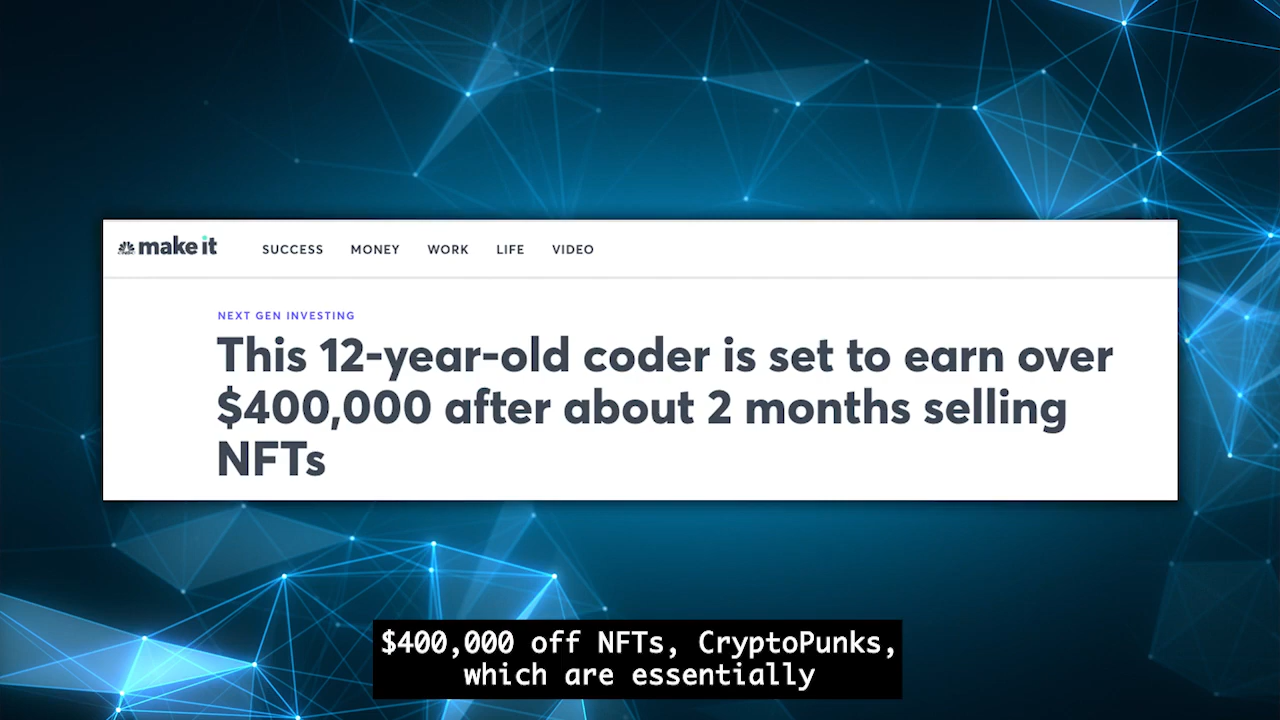 make it
SUCCESS MONEY WORK LIFE VIDEO
NEXT GEN INVESTING
This 12-year-old coder is set to earn over
$400,000 after about 2 months selling
NFTs
$400,000 off NFTs, CryptoPunks,
which are essentially